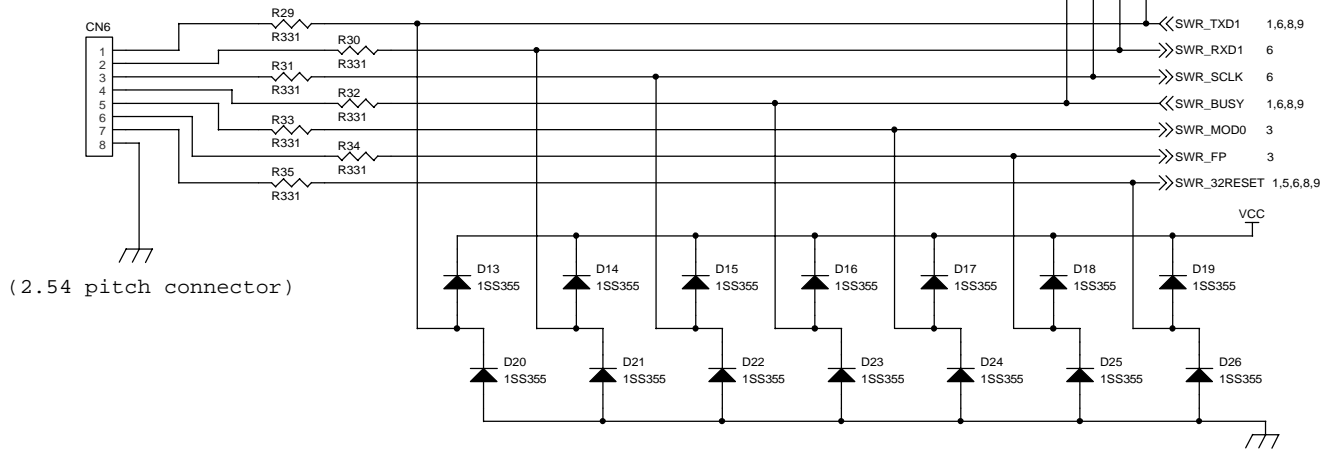 CN6
1
2
3
4
5
6
7
8
R29
R331
R30
R331
R31
R331
R32
R331
R33
R331
R34
R331
R35
R331
SWR_TXD1 1,6,8,9
SWR_RXD1 6
SWR_SCLK 6
SWR_BUSY 1,6,8,9
SWR_MOD0 3
SWR_FP 3
SWR_32RESET 1,5,6,8,9
VCC
(2.54 pitch connector)
D13
1SS355
D14
1SS355
D15
1SS355
D16
1SS355
D17
1SS355
D18
1SS355
D19
1SS355
D20
1SS355
D21
1SS355
D22
1SS355
D23
1SS355
D24
1SS355
D25
1SS355
D26
1SS355